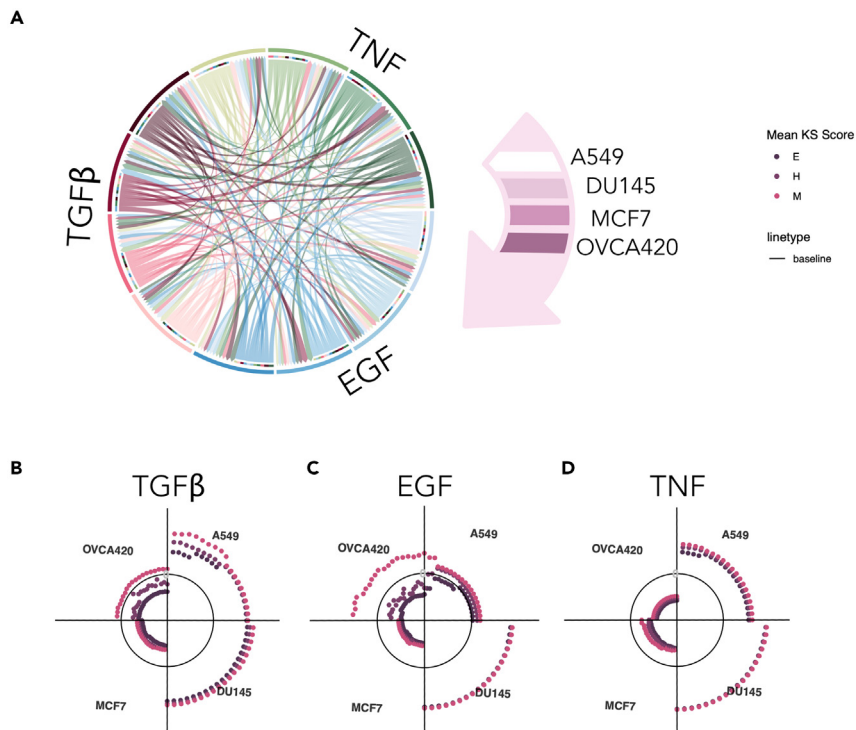 A
TNF
TGFβ
EGF
A549
DU145
MCF7
OVCA420
Mean KS Score
E
H
M
linetype
baseline
B
TGFβ
OVCA420
A549
MCF7
DU145
C
EGF
OVCA420
A549
MCF7
DU145
D
TNF
OVCA420
A549
MCF7
DU145